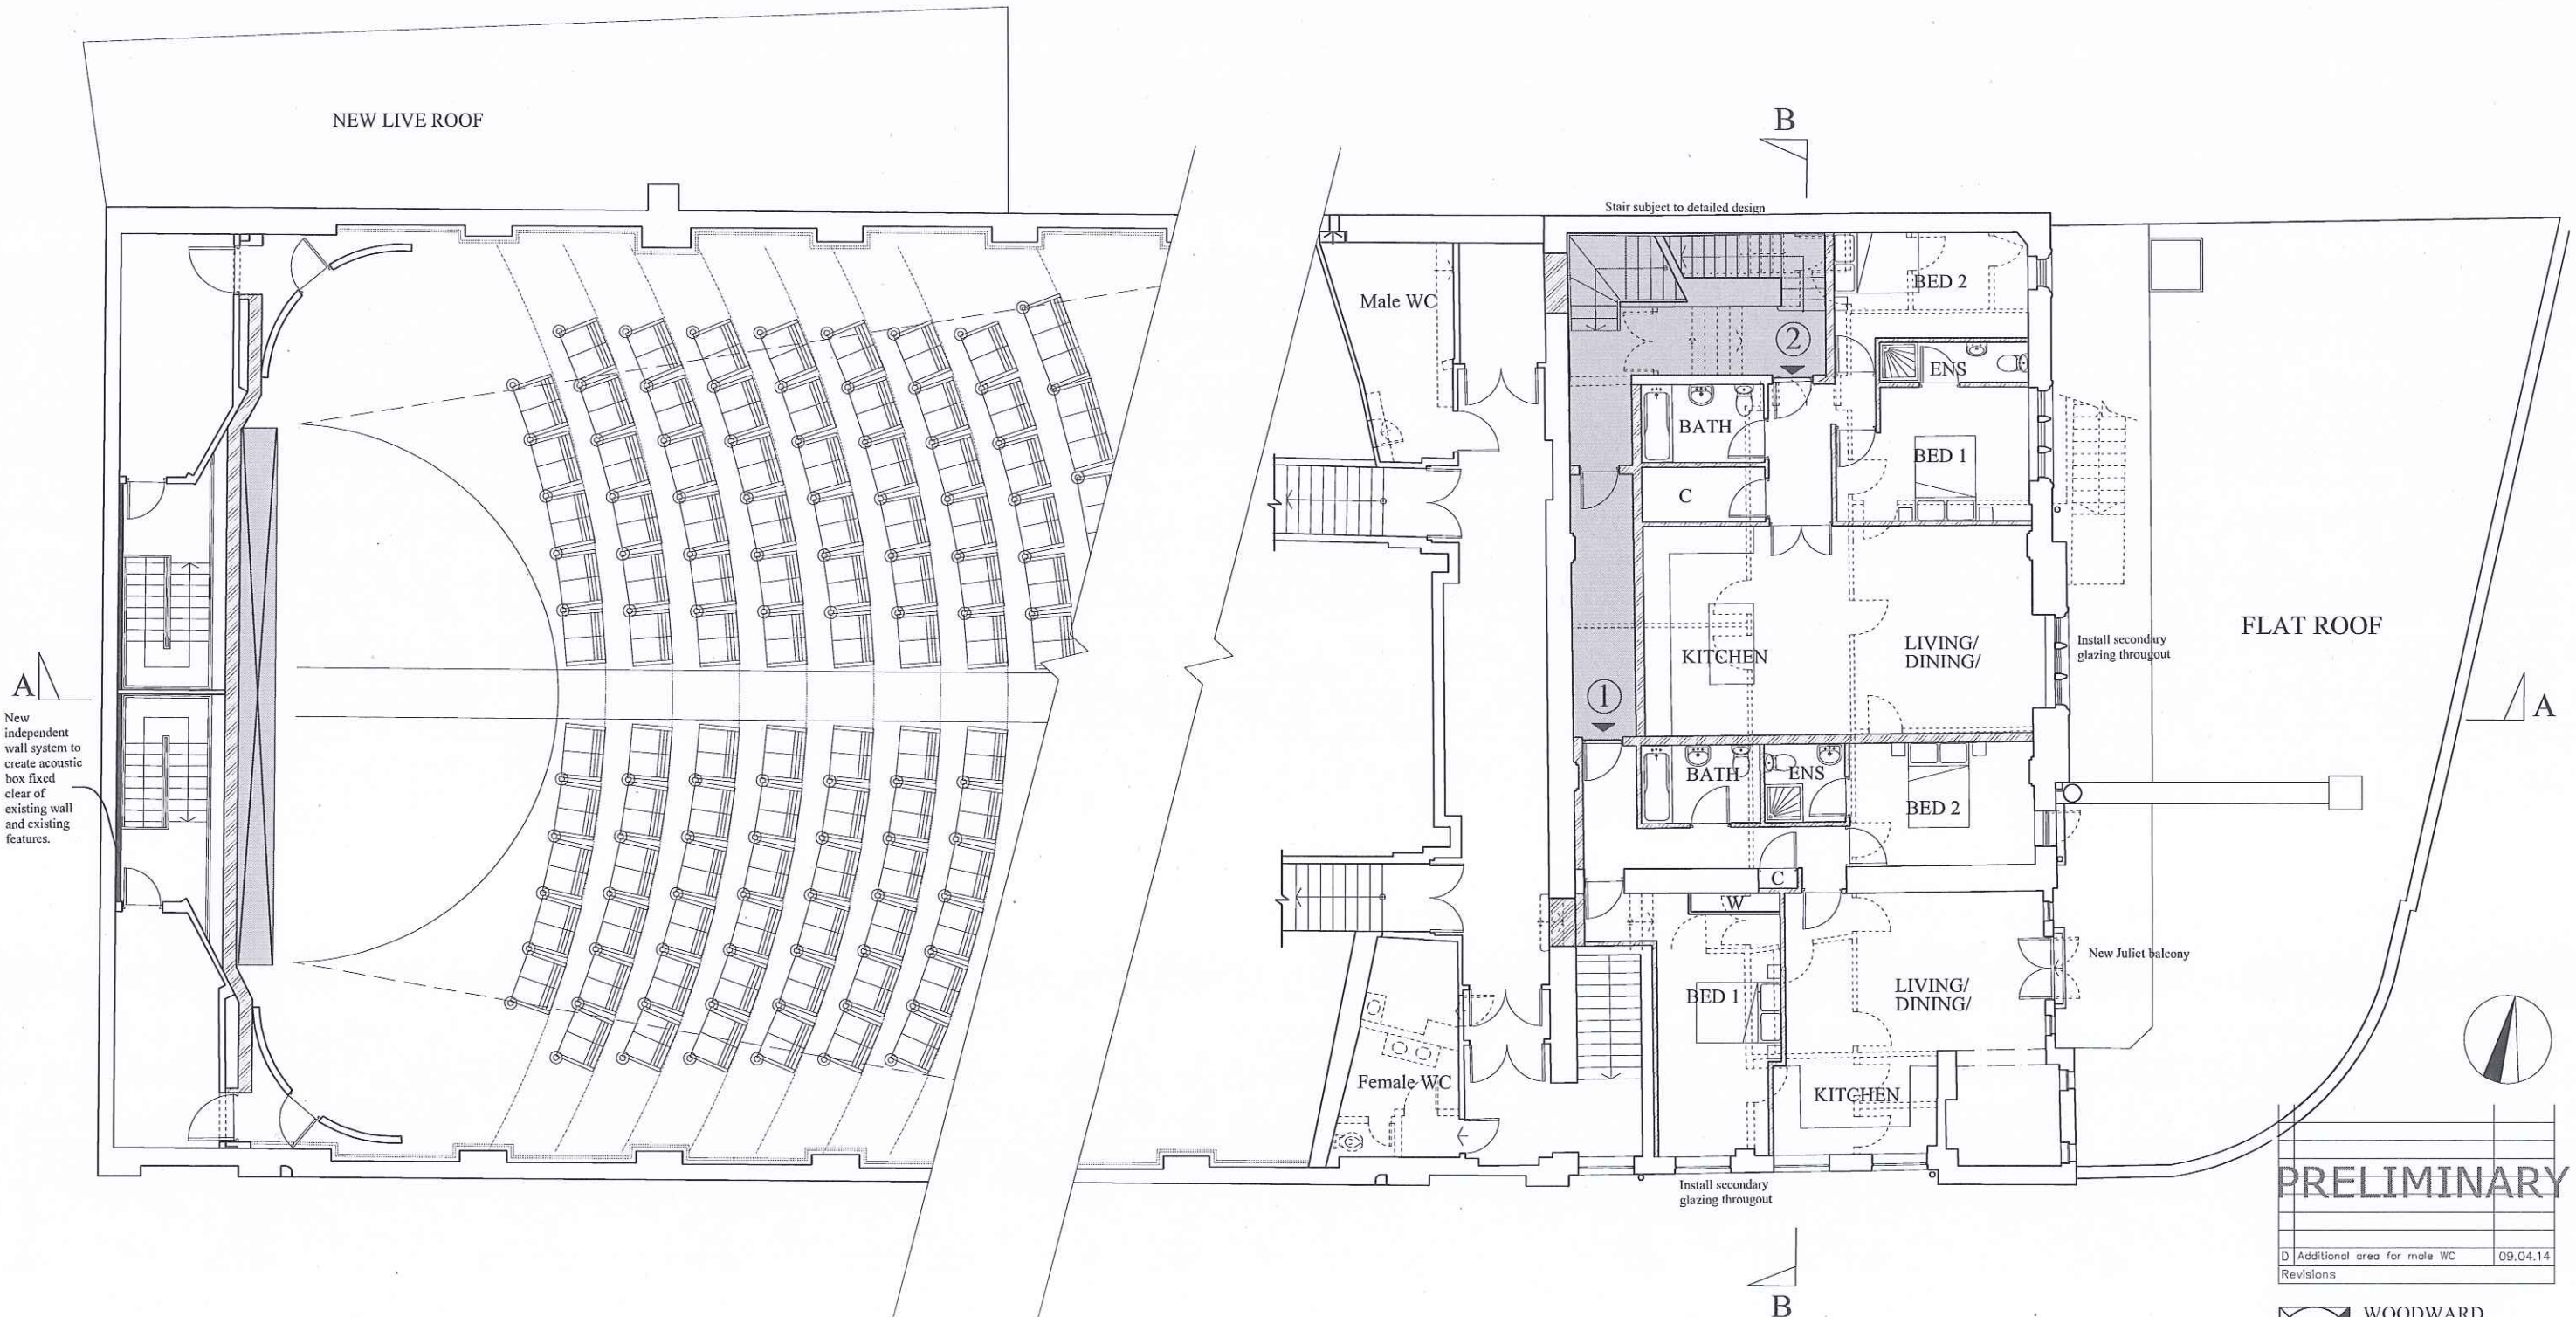 NEW LIVE ROOF
B
Stair subject to detailed design
Male WC
BED 2
2
ENS
BATH
BED 1
C
FLAT ROOF
KITCHEN
LIVING/
DINING/
Install secondary
glazing througout
1
A
A
New
independent
wall system to
create acoustic
box fixed
clear of
existing wall
and existing
features.
BATH
ENS
BED 2
C
W
BED 1
LIVING/
DINING/
New Juliet balcony
Female WC
KITCHEN
Install secondary
glazing througout
B
PRELIMINARY
D Additional area for male WC 09.04.14
Revisions
WOODWARD